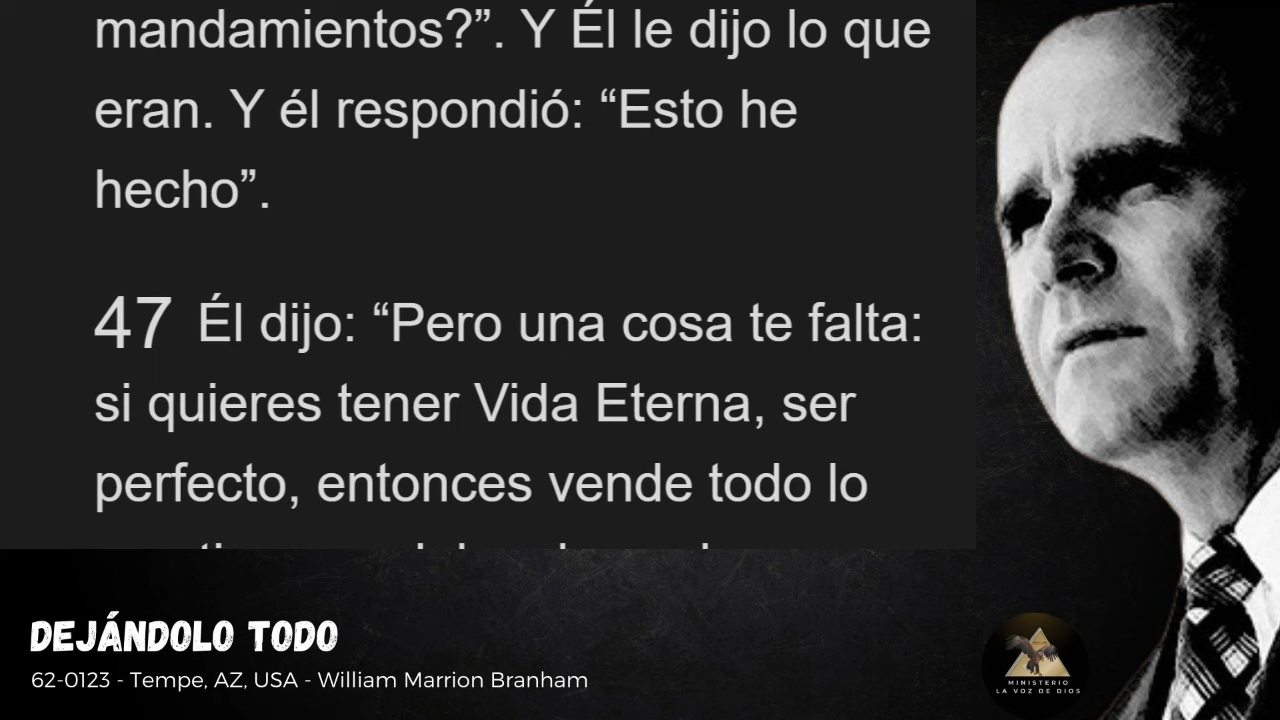 mandamientos?”. Y Él le dijo lo que
eran. Y él respondió: “Esto he
hecho”.
47 Él dijo: “Pero una cosa te falta:
si quieres tener Vida Eterna, ser
perfecto, entonces vende todo lo
DEJÁNDOLO TODO
62-0123 - Tempe, AZ, USA - William Marrion Branham
MINISTERIO
LA VOZ DE DIOS